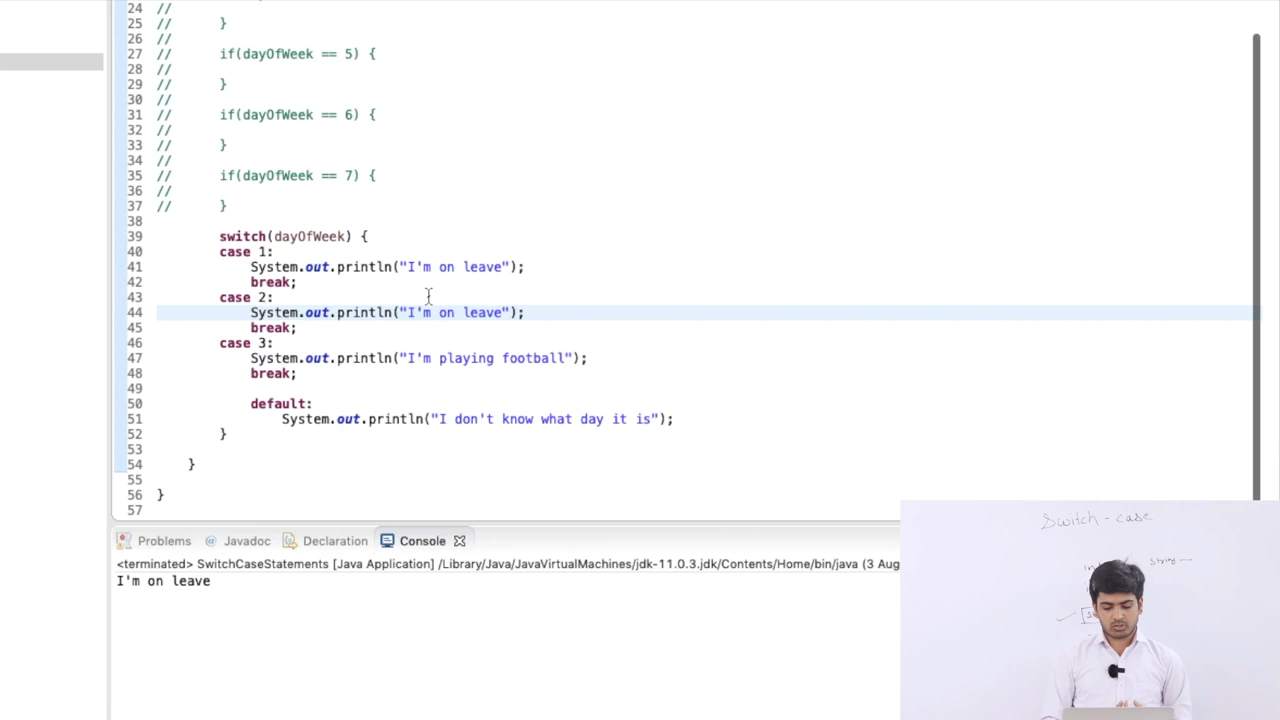 24 //
25 // }
26 //
27 // if(dayOfWeek == 5) {
28 //
29 // }
30 //
31 // if(dayOfWeek == 6) {
32 //
33 // }
34 //
35 // if(dayOfWeek == 7) {
36 //
37 // }
38
39 switch(dayOfWeek) {
40 case 1:
41 System.out.println("I'm on leave");
42 break;
43 case 2:
44 System.out.println("I'm on leave");
45 break;
46 case 3:
47 System.out.println("I'm playing football");
48 break;
49
50 default:
51 System.out.println("I don't know what day it is");
52 }
53
54 }
55
56 }
57
Problems @ Javadoc Declaration Console
<terminated> SwitchCaseStatements [Java Application] /Library/Java/JavaVirtualMachines/jdk-11.0.3.jdk/Contents/Home/bin/java (3 Aug
I'm on leave
Switch - case
String